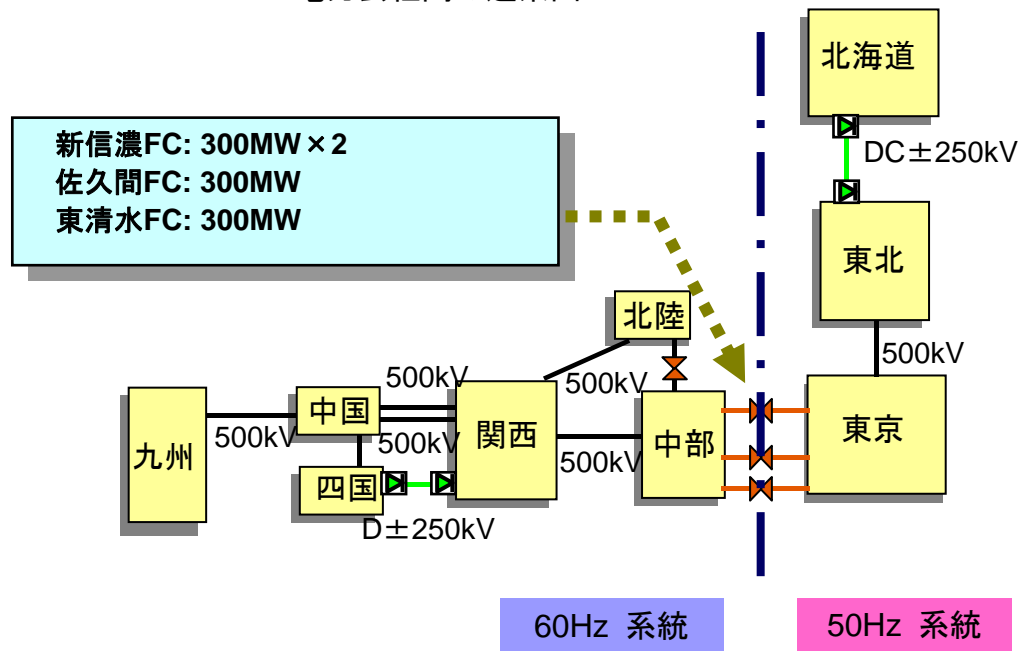 北海道
新信濃FC: 300MW×2
佐久間FC: 300MW
東清水FC: 300MW
DC±250kV
東北
北陸
500kV
500kV
500kV
中国
九州
500kV
500kV
関西
500kV
中部
東京
四国
D±250kV
60Hz 系統
50Hz 系統